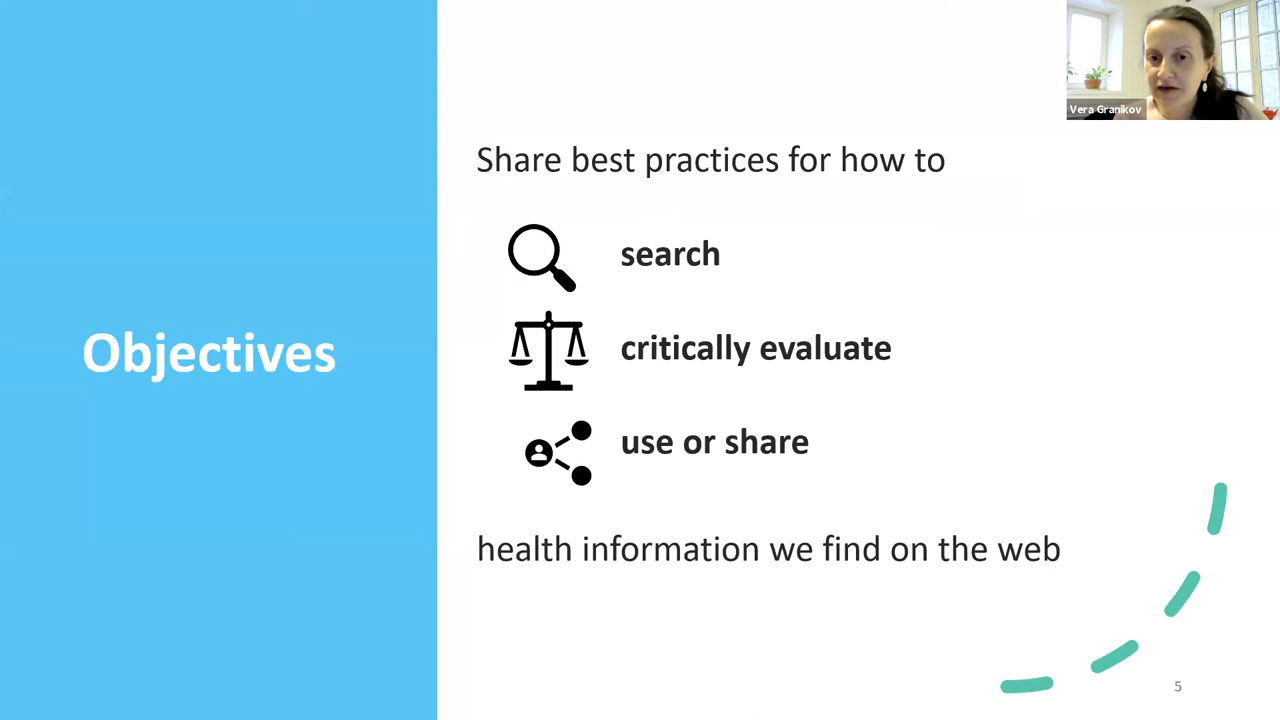 Vera Granikov
Objectives
Share best practices for how to
search
critically evaluate
use or share
health information we find on the web
5